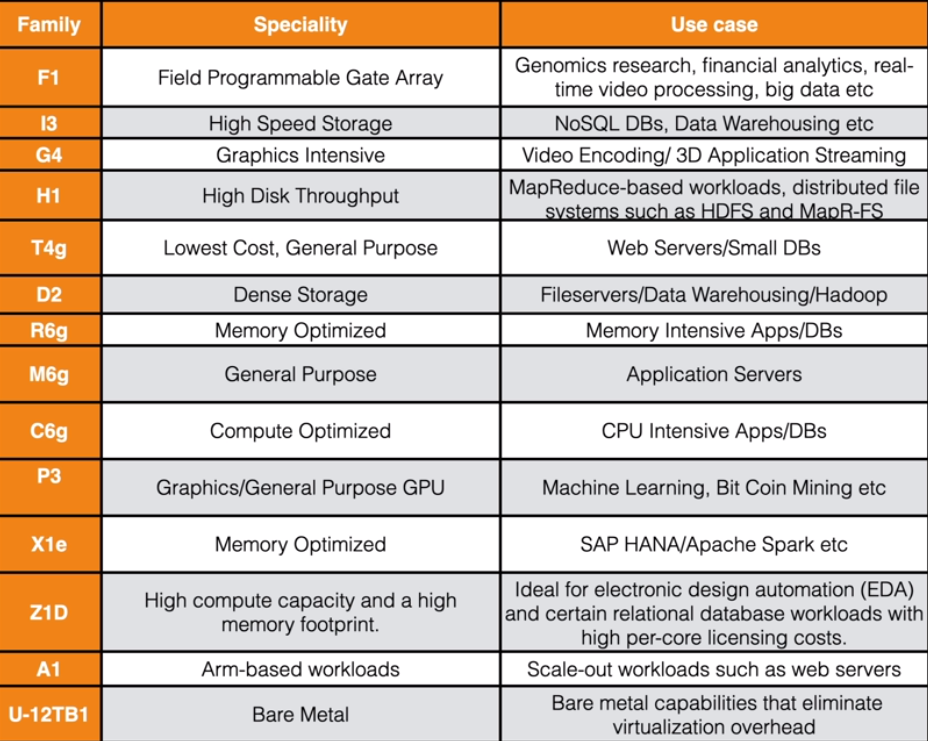 Family Speciality Use case
F1 Field Programmable Gate Array Genomics research, financial analytics, real-
time video processing, big data etc
I3 High Speed Storage NoSQL DBs, Data Warehousing etc
G4 Graphics Intensive Video Encoding/ 3D Application Streaming
H1 High Disk Throughput MapReduce-based workloads, distributed file
systems such as HDFS and MapR-FS
T4g Lowest Cost, General Purpose Web Servers/Small DBs
D2 Dense Storage Fileservers/Data Warehousing/Hadoop
R6g Memory Optimized Memory Intensive Apps/DBs
M6g General Purpose Application Servers
C6g Compute Optimized CPU Intensive Apps/DBs
P3 Graphics/General Purpose GPU Machine Learning, Bit Coin Mining etc
X1e Memory Optimized SAP HANA/Apache Spark etc
Z1D High compute capacity and a high
memory footprint. Ideal for electronic design automation (EDA)
and certain relational database workloads with
high per-core licensing costs.
A1 Arm-based workloads Scale-out workloads such as web servers
U-12TB1 Bare Metal Bare metal capabilities that eliminate
virtualization overhead